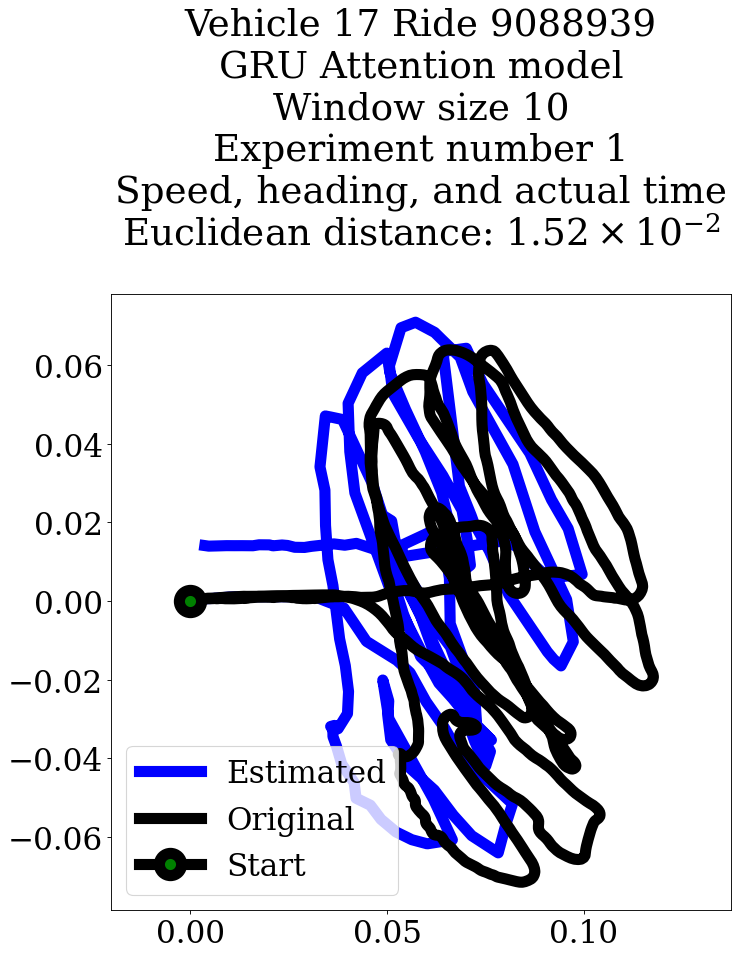 Vehicle 17 Ride 9088939
GRU Attention model
Window size 10
Experiment number 1
Speed, heading, and actual time
Euclidean distance: 1.52 × 10⁻²
0.06
0.04
0.02
0.00
−0.02
−0.04
−0.06
Estimated
Original
Start
0.00 0.05 0.10